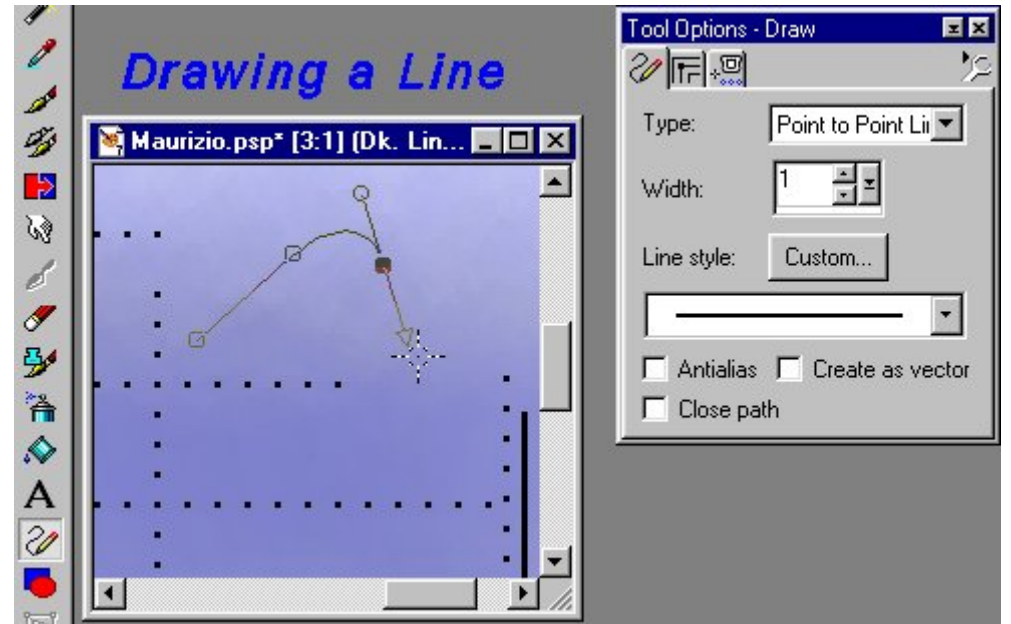 Drawing a Line
Maurizio.psp* [3:1] (Dk. Lin...
Tool Options - Draw
Type:
Point to Point Lin
Width:
1
Line style:
Custom...
Antialias
Create as vector
Close path
A